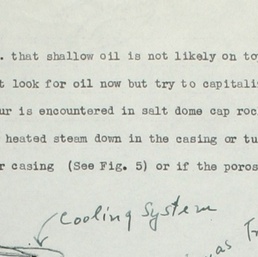 . that shallow oil is not likely on to
t look for oil now but try to capitali
ur is encountered in salt dome cap roc
heated steam down in the casing or tu
r casing (See Fig. 5) or if the poros
Cooling System
as